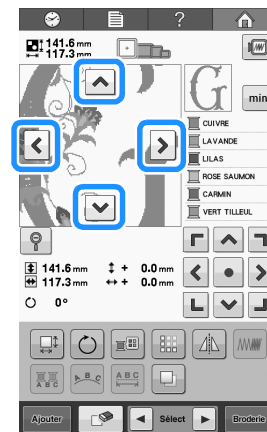 ?
141.6 mm
117.3 mm
G
min
CUIVRE
LAVANDE
LILAS
ROSE SAUMON
CARMIN
VERT TILLEUL
141.6 mm + 0.0 mm
117.3 mm + 0.0 mm
0°
A B C
A B C
A B C
Ajouter
Sélect
Broderie